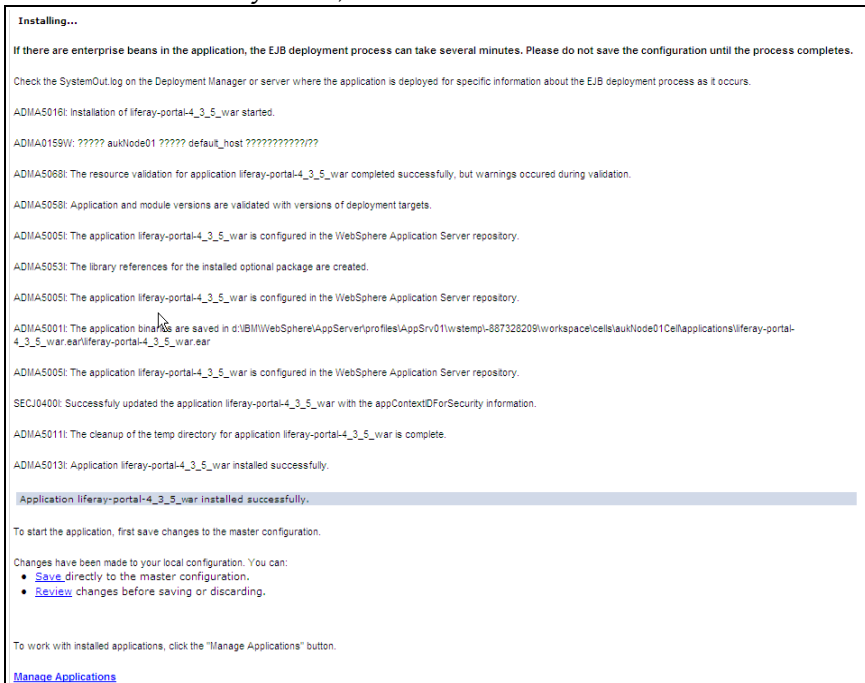 Installing...
If there are enterprise beans in the application, the EJB deployment process can take several minutes. Please do not save the configuration until the process completes.
Check the SystemOut.log on the Deployment Manager or server where the application is deployed for specific information about the EJB deployment process as it occurs.
ADMA5016I: Installation of liferay-portal-4_3_5_war started.
ADMA0159W: ????? aukNode01 ????? default_host ???????????/??
ADMA5068I: The resource validation for application liferay-portal-4_3_5_war completed successfully, but warnings occured during validation.
ADMA5058I: Application and module versions are validated with versions of deployment targets.
ADMA5005I: The application liferay-portal-4_3_5_war is configured in the WebSphere Application Server repository.
ADMA5053I: The library references for the installed optional package are created.
ADMA5005I: The application liferay-portal-4_3_5_war is configured in the WebSphere Application Server repository.
ADMA5001I: The application binaries are saved in d:\IBM\WebSphere\AppServer\profiles\AppSrv01\wstemp\-887328209\workspace\cells\aukNode01Cell\applications\liferay-portal-
4_3_5_war.ear\liferay-portal-4_3_5_war.ear
ADMA5005I: The application liferay-portal-4_3_5_war is configured in the WebSphere Application Server repository.
SECJ0400I: Successfuly updated the application liferay-portal-4_3_5_war with the appContextIDForSecurity information.
ADMA5011I: The cleanup of the temp directory for application liferay-portal-4_3_5_war is complete.
ADMA5013I: Application liferay-portal-4_3_5_war installed successfully.
Application liferay-portal-4_3_5_war installed successfully.
To start the application, first save changes to the master configuration.
Changes have been made to your local configuration. You can:
• Save directly to the master configuration.
• Review changes before saving or discarding.
To work with installed applications, click the "Manage Applications" button.
Manage Applications